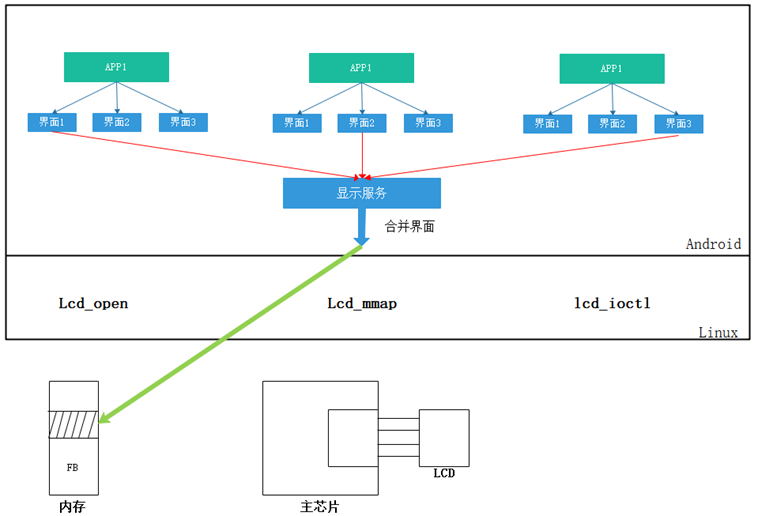 APP1
APP1
APP1
界面1
界面2
界面3
界面1
界面2
界面3
界面1
界面2
界面3
显示服务
合并界面
Android
Lcd_open
Lcd_mmap
lcd_ioctl
Linux
FB
内存
主芯片
LCD